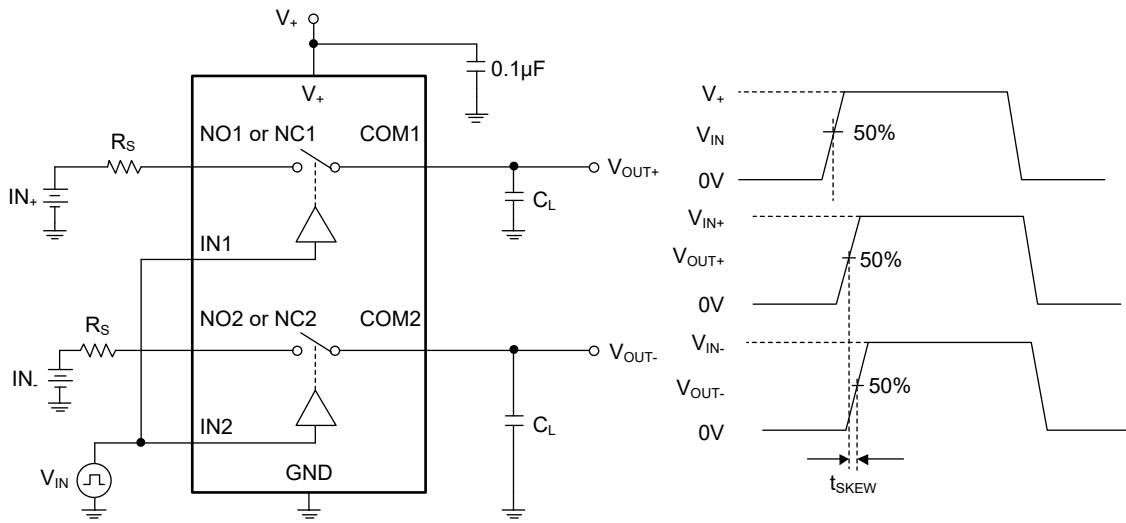 V+
0.1µF
V+
NO1 or NC1 COM1
RS
IN+
VOUT+
CL
IN1
NO2 or NC2 COM2
RS
IN-
VOUT-
CL
IN2
VIN
GND
V+
VIN
50%
0V
VIN+
VOUT+
50%
0V
VIN-
VOUT-
50%
0V
tSKEW